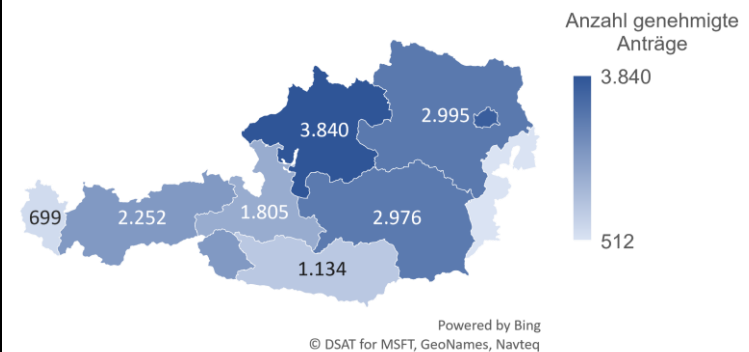 Anzahl genehmigte
Anträge
3.840
512
3.840
2.995
699
2.252
1.805
2.976
1.134
Powered by Bing
© DSAT for MSFT, GeoNames, Navteq